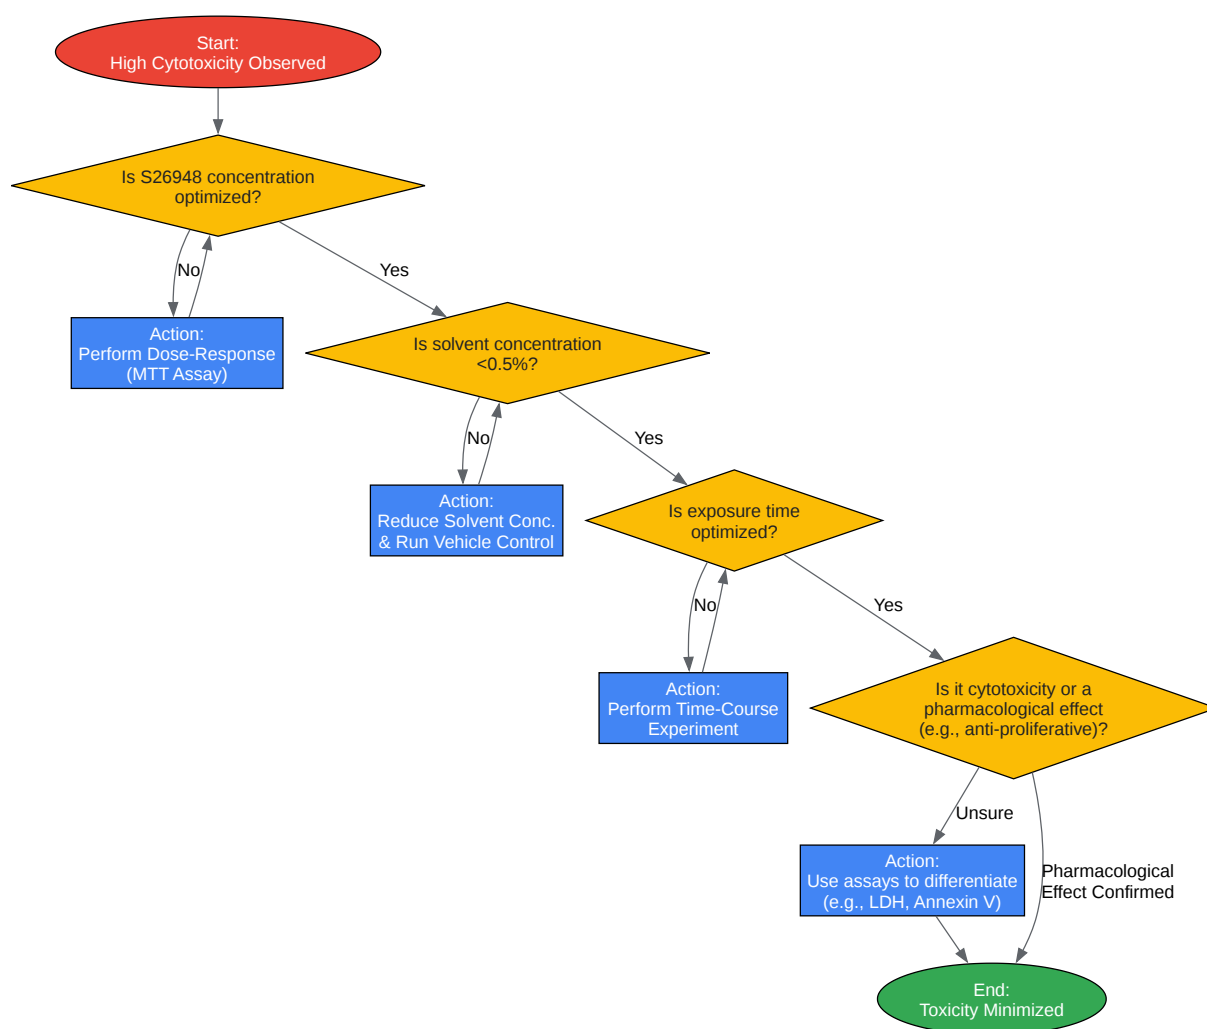 Start:
High Cytotoxicity Observed
Is S26948 concentration
optimized?
No
Yes
Action:
Perform Dose-Response
(MTT Assay)
Is solvent concentration
<0.5%?
No
Yes
Action:
Reduce Solvent Conc.
& Run Vehicle Control
Is exposure time
optimized?
No
Yes
Action:
Perform Time-Course
Experiment
Is it cytotoxicity or a
pharmacological effect
(e.g., anti-proliferative)?
Unsure
Action:
Use assays to differentiate
(e.g., LDH, Annexin V)
Pharmacological
Effect Confirmed
End:
Toxicity Minimized